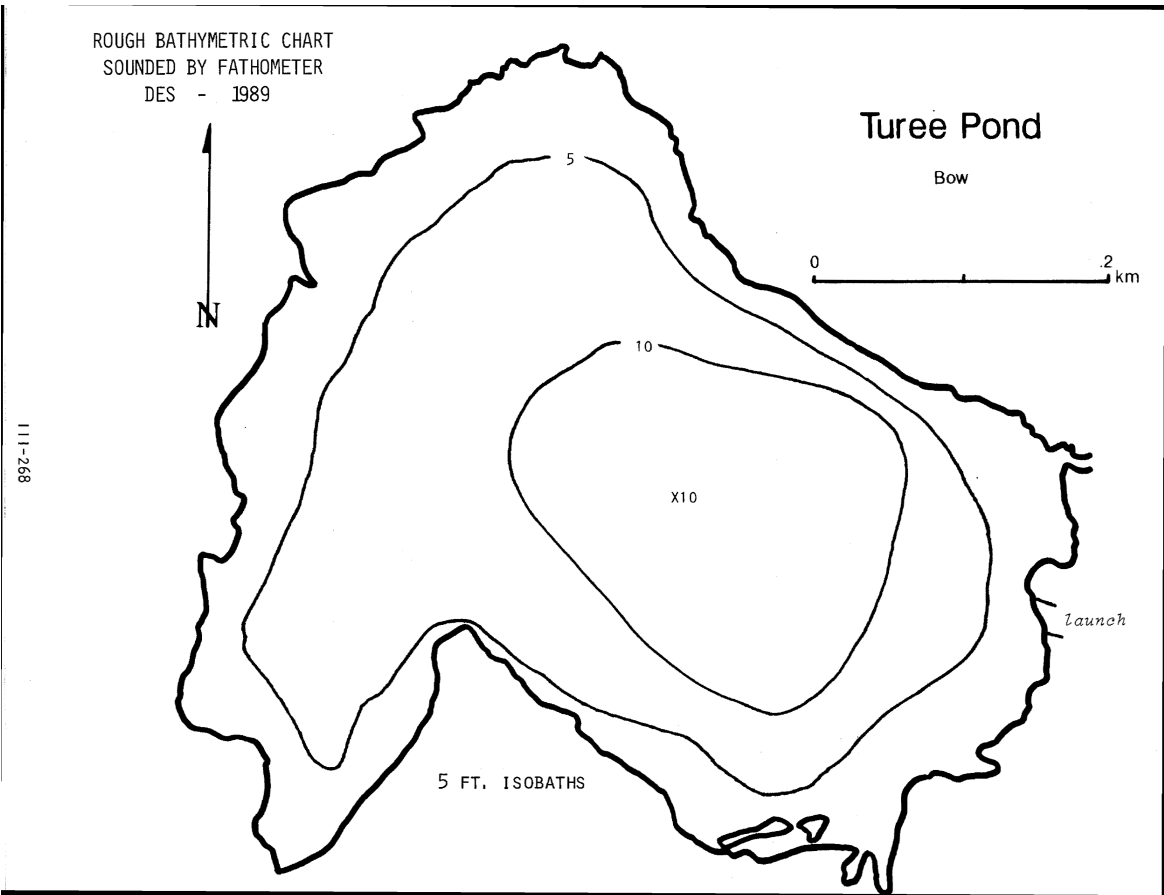 ROUGH BATHYMETRIC CHART
SOUNDED BY FATHOMETER
DES - 1989
N
Turee Pond
Bow
0 .2
km
5
10
X10
III-268
launch
5 FT. ISOBATHS